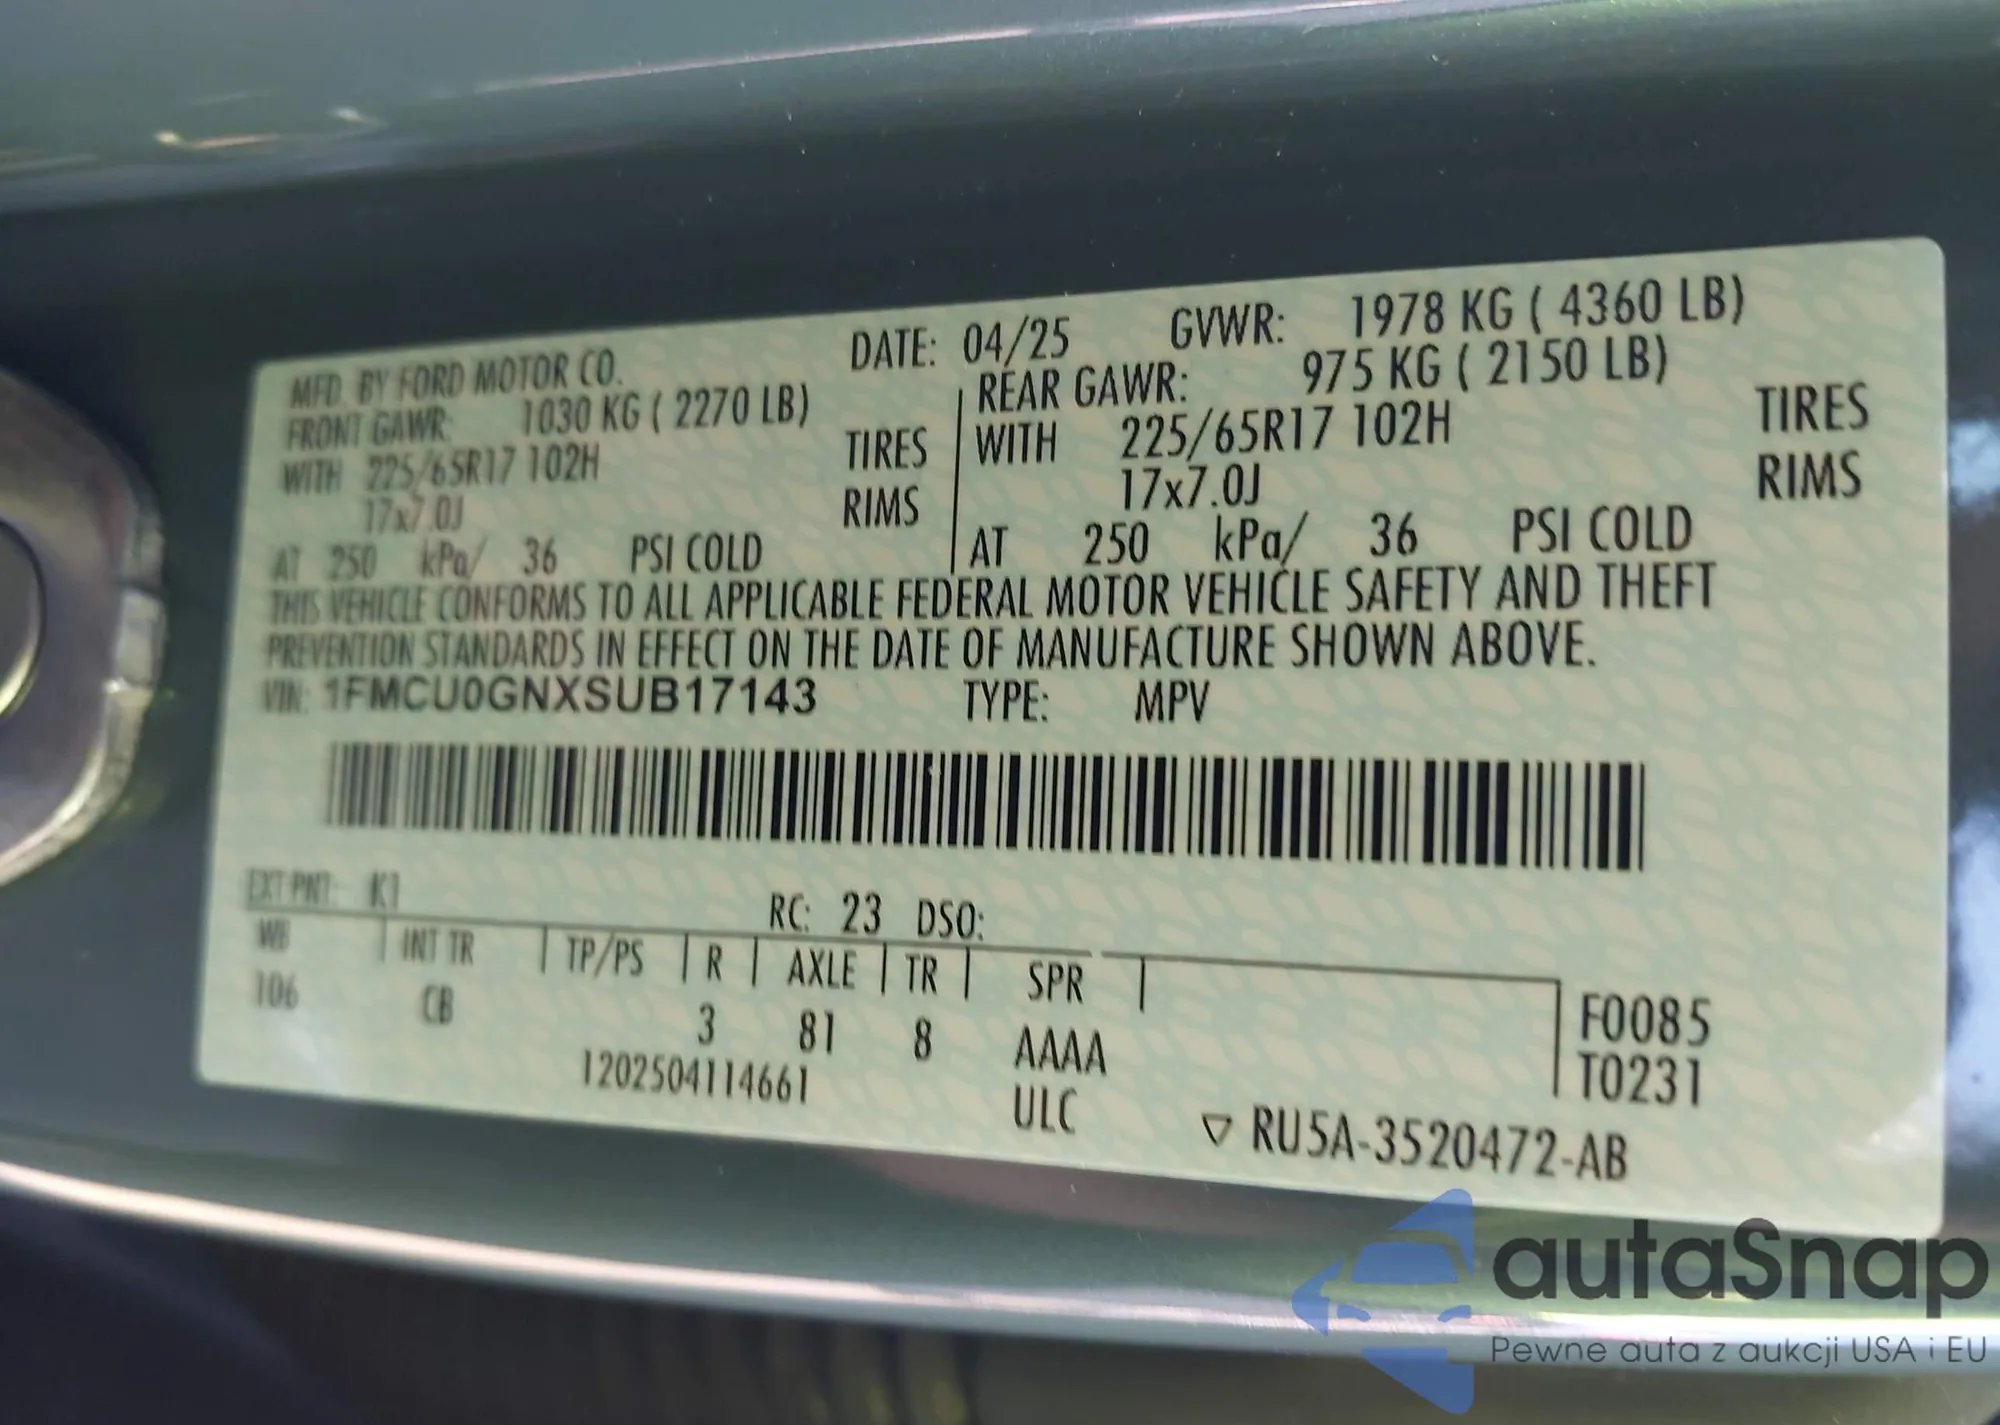 MFD. BY FORD MOTOR CO. DATE: 04/25 GVWR: 1978 KG ( 4360 LB)
FRONT GAWR: 1030 KG ( 2270 LB) REAR GAWR: 975 KG ( 2150 LB)
WITH 225/65R17 102H TIRES WITH 225/65R17 102H TIRES
17x7.0J RIMS 17x7.0J RIMS
AT 250 kPa/ 36 PSI COLD AT 250 kPa/ 36 PSI COLD
THIS VEHICLE CONFORMS TO ALL APPLICABLE FEDERAL MOTOR VEHICLE SAFETY AND THEFT
PREVENTION STANDARDS IN EFFECT ON THE DATE OF MANUFACTURE SHOWN ABOVE.
VIN: 1FMCU0GNXSUB17143 TYPE: MPV
EXT PNT: K1 RC: 23 DSO:
WB INT TR TP/PS R AXLE TR SPR
106 CB 3 81 8 AAAA F0085
1202504114661 ULC T0231
▽ RU5A-3520472-AB
autaSnap
Pewne auta z aukcji USA i EU